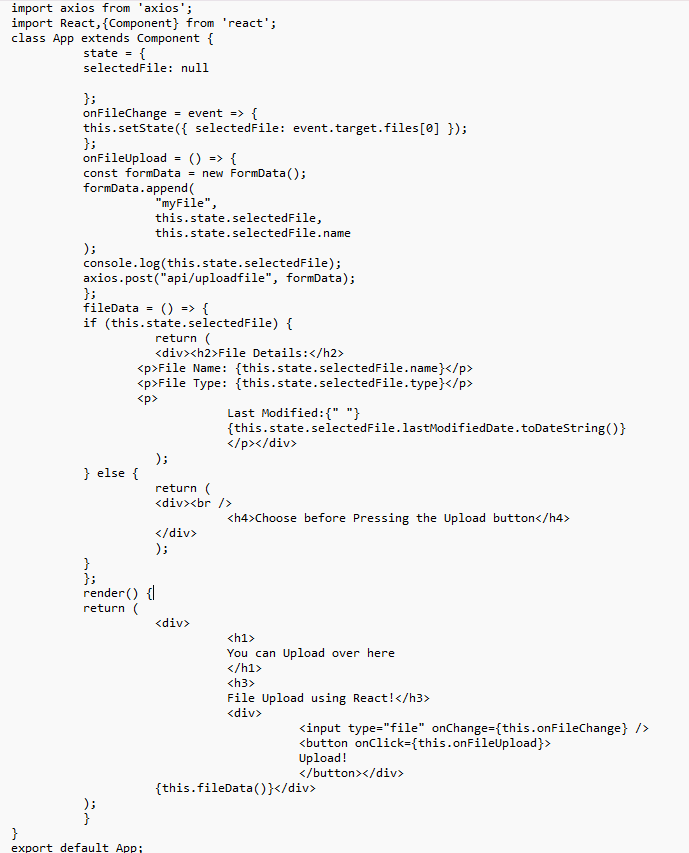 import axios from 'axios';
import React,{Component} from 'react';
class App extends Component {
state = {
selectedFile: null
};
onFileChange = event => {
this.setState({ selectedFile: event.target.files[0] });
};
onFileUpload = () => {
const formData = new FormData();
formData.append(
"myFile",
this.state.selectedFile,
this.state.selectedFile.name
);
console.log(this.state.selectedFile);
axios.post("api/uploadfile", formData);
};
fileData = () => {
if (this.state.selectedFile) {
return (
<div><h2>File Details:</h2>
<p>File Name: {this.state.selectedFile.name}</p>
<p>File Type: {this.state.selectedFile.type}</p>
<p>
Last Modified:{" "}
{this.state.selectedFile.lastModifiedDate.toDateString()}
</p></div>
);
} else {
return (
<div><br />
<h4>Choose before Pressing the Upload button</h4>
</div>
);
}
};
render() {
return (
<div>
<h1>
You can Upload over here
</h1>
<h3>
File Upload using React!</h3>
<div>
<input type="file" onChange={this.onFileChange} />
<button onClick={this.onFileUpload}>
Upload!
</button></div>
{this.fileData()}</div>
);
}
}
export default App;